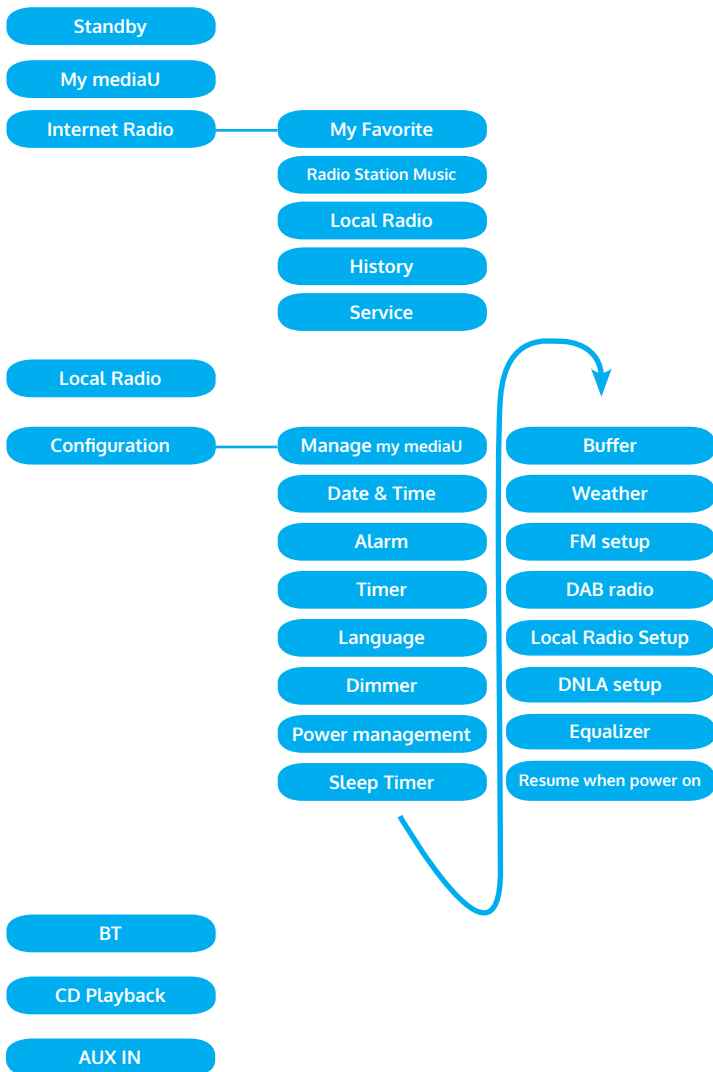 Standby
My mediaU
Internet Radio
My Favorite
Radio Station Music
Local Radio
History
Service
Local Radio
Configuration
Manage my mediaU
Date & Time
Alarm
Timer
Language
Dimmer
Power management
Sleep Timer
Buffer
Weather
FM setup
DAB radio
Local Radio Setup
DNLA setup
Equalizer
Resume when power on
BT
CD Playback
AUX IN